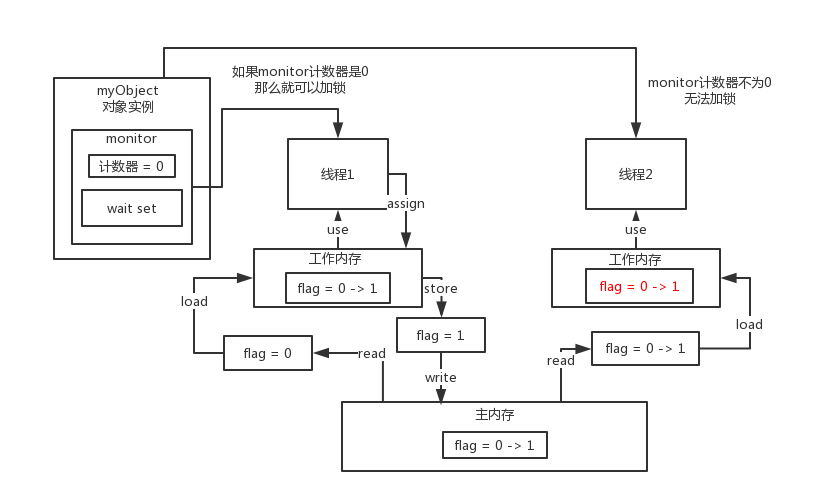 myObject
对象实例
monitor
计数器 = 0
wait set
如果monitor计数器是0
那么就可以加锁
monitor计数器不为0
无法加锁
线程1
线程2
assign
use
use
工作内存
flag = 0 -> 1
工作内存
flag = 0 -> 1
load
store
flag = 1
load
flag = 0
read
read
flag = 0 -> 1
write
主内存
flag = 0 -> 1